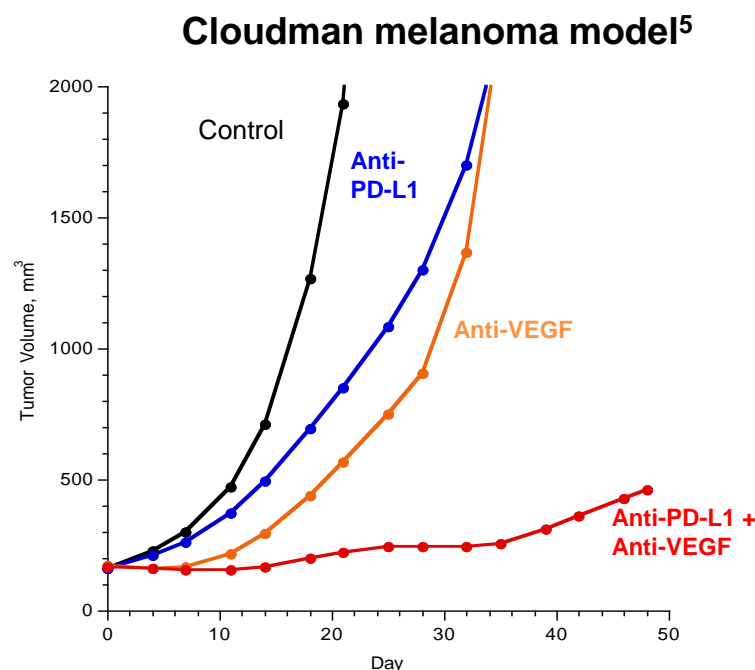 Cloudman melanoma model⁵
2000
1500
1000
500
0
Tumor Volume, mm³
Control
Anti-
PD-L1
Anti-VEGF
Anti-PD-L1 +
Anti-VEGF
0 10 20 30 40 50
Day